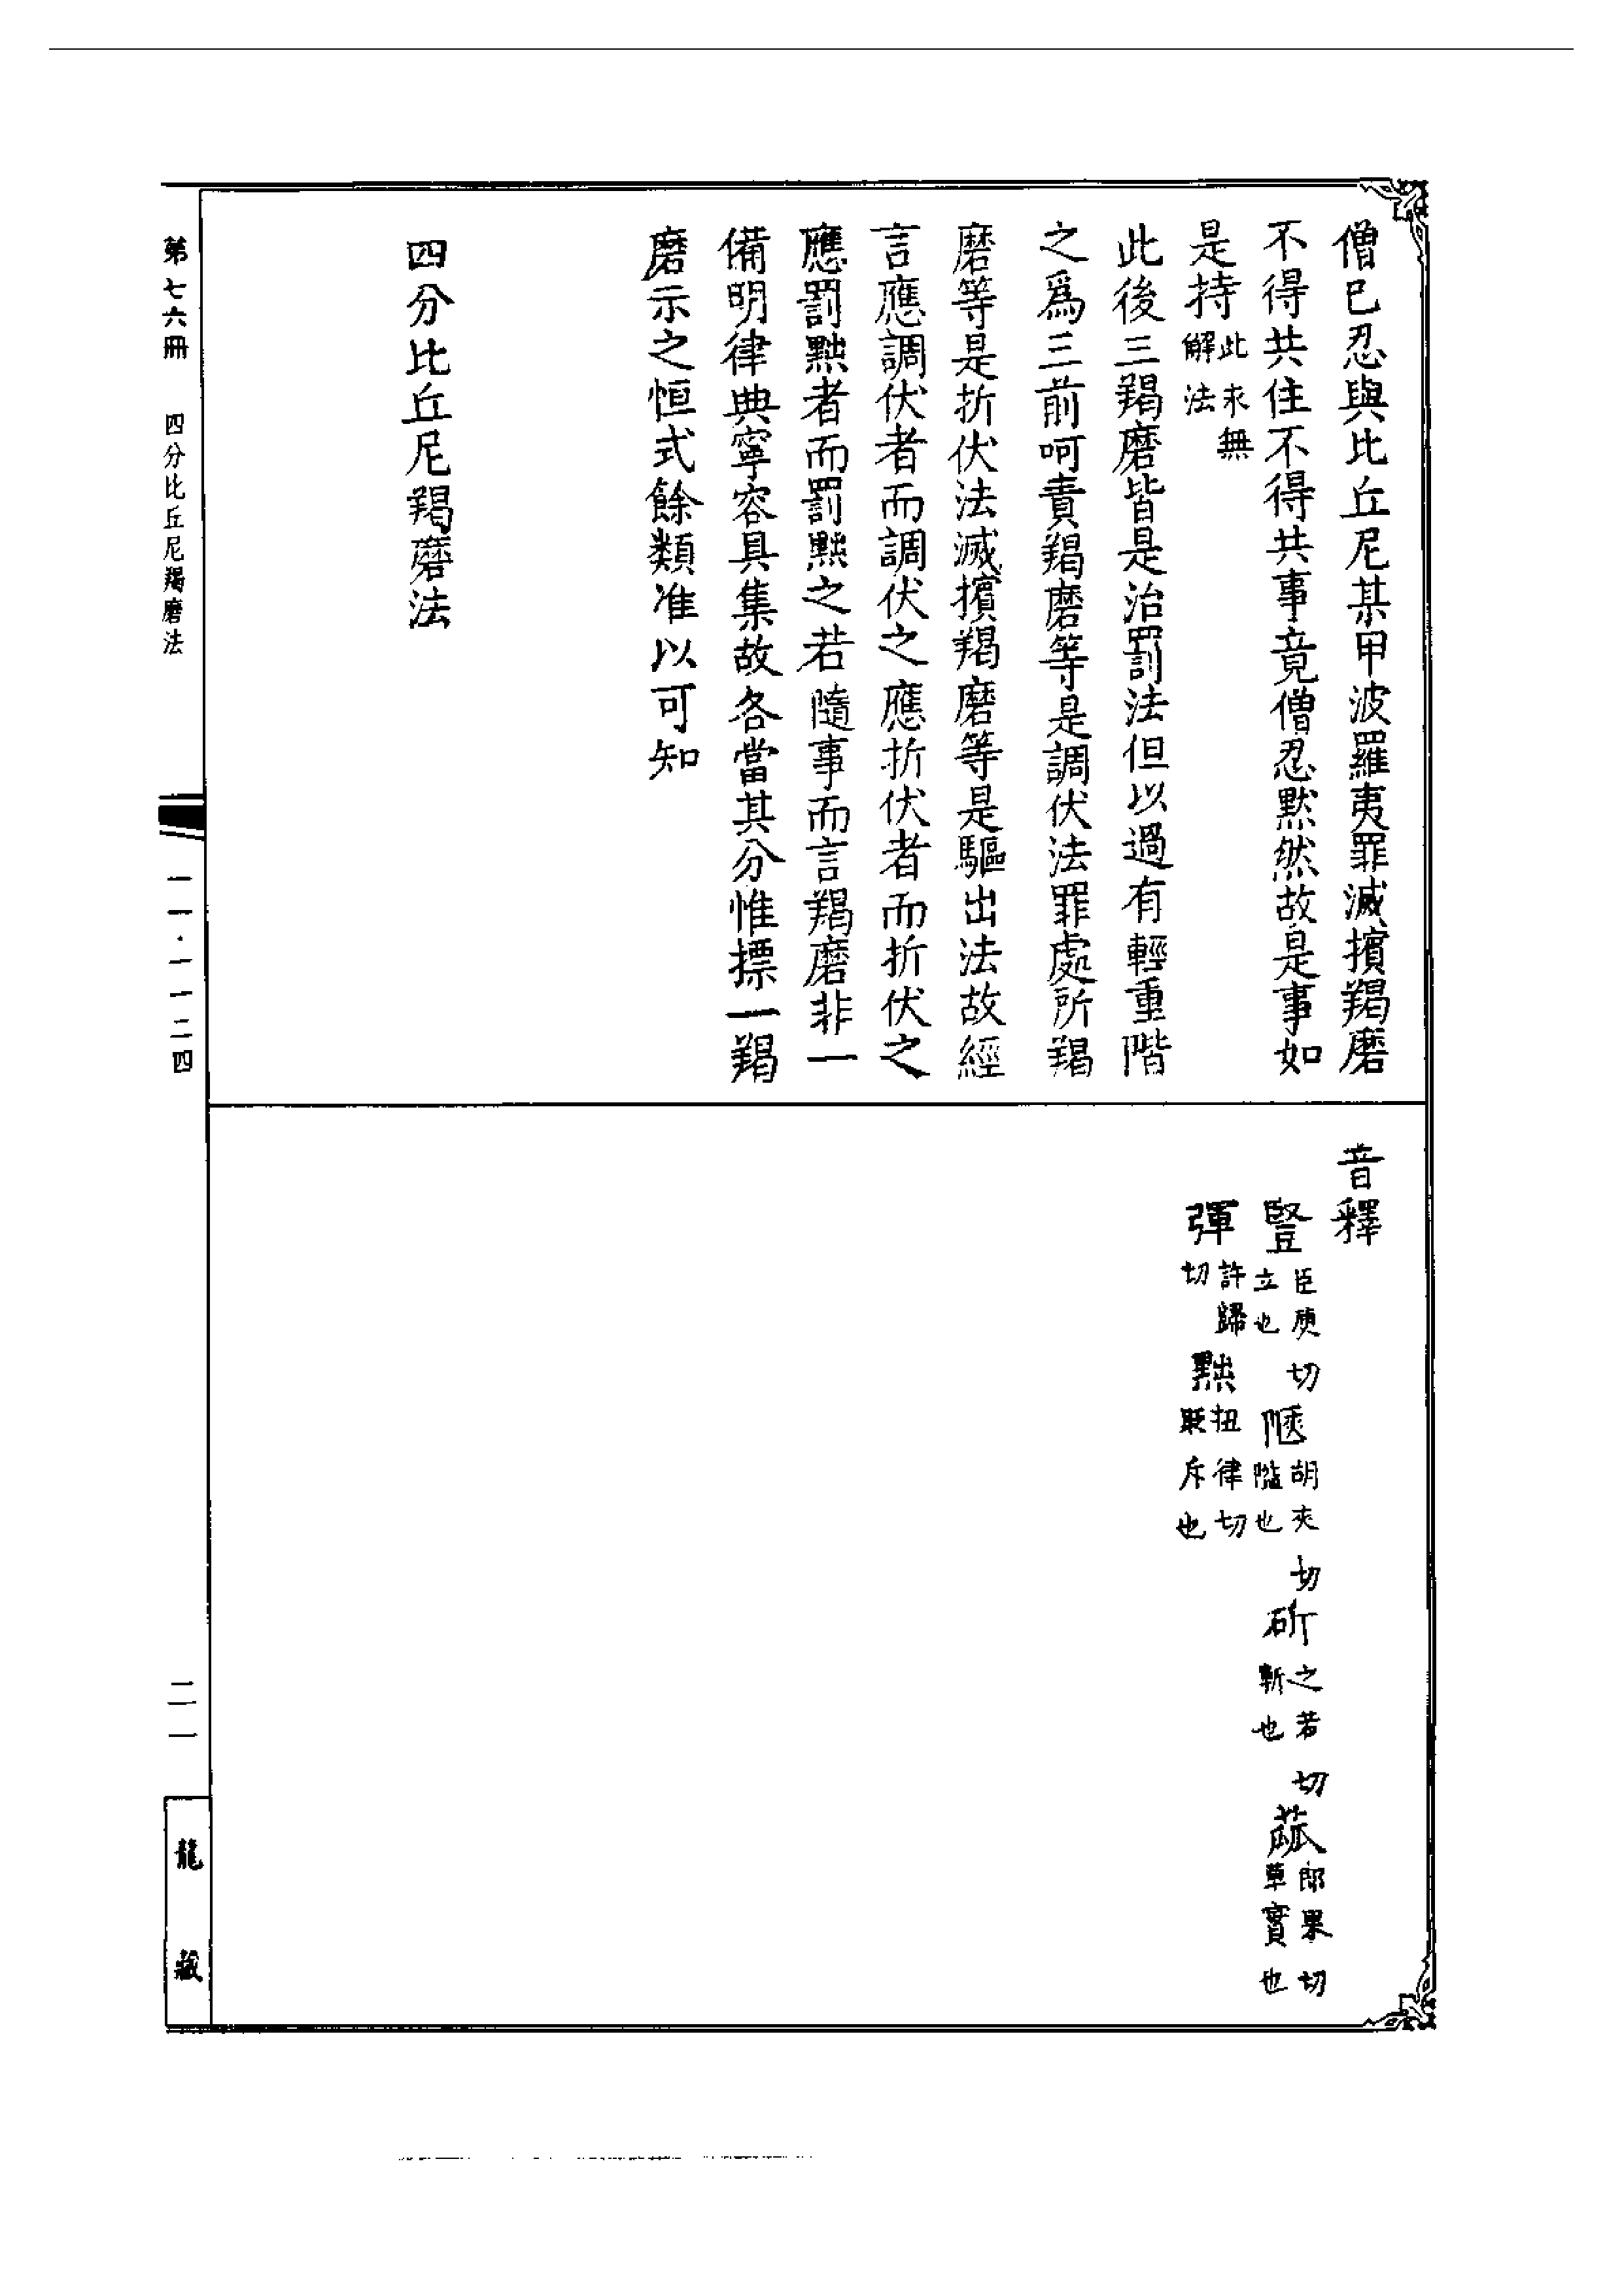 僧已忍與比丘尼某甲波羅夷罪滅擯羯磨
不得共住不得共事竟僧忍默然故是事如
是持此求無解法
此後三羯磨皆是治罰法但以過有輕重階
之為三前呵責羯磨等是調伏法罪處所羯
磨等是折伏法滅擯羯磨等是驅出法故經
言應調伏者而調伏之應折伏者而折伏之
應罰黜者而罰黜之若隨事而言羯磨非一
備明律典寧容具集故各當其分惟摽一羯
磨示之恒式餘類准以可知
四分比丘尼羯磨法
音釋
豎臣庾切立也陿胡夾切隘也斫之若切斬也蓏郎果切草實也
揮許歸切黜丑律切貶斥也
第七六冊 四分比丘尼羯磨法 一一·一一二四 二一 龍藏